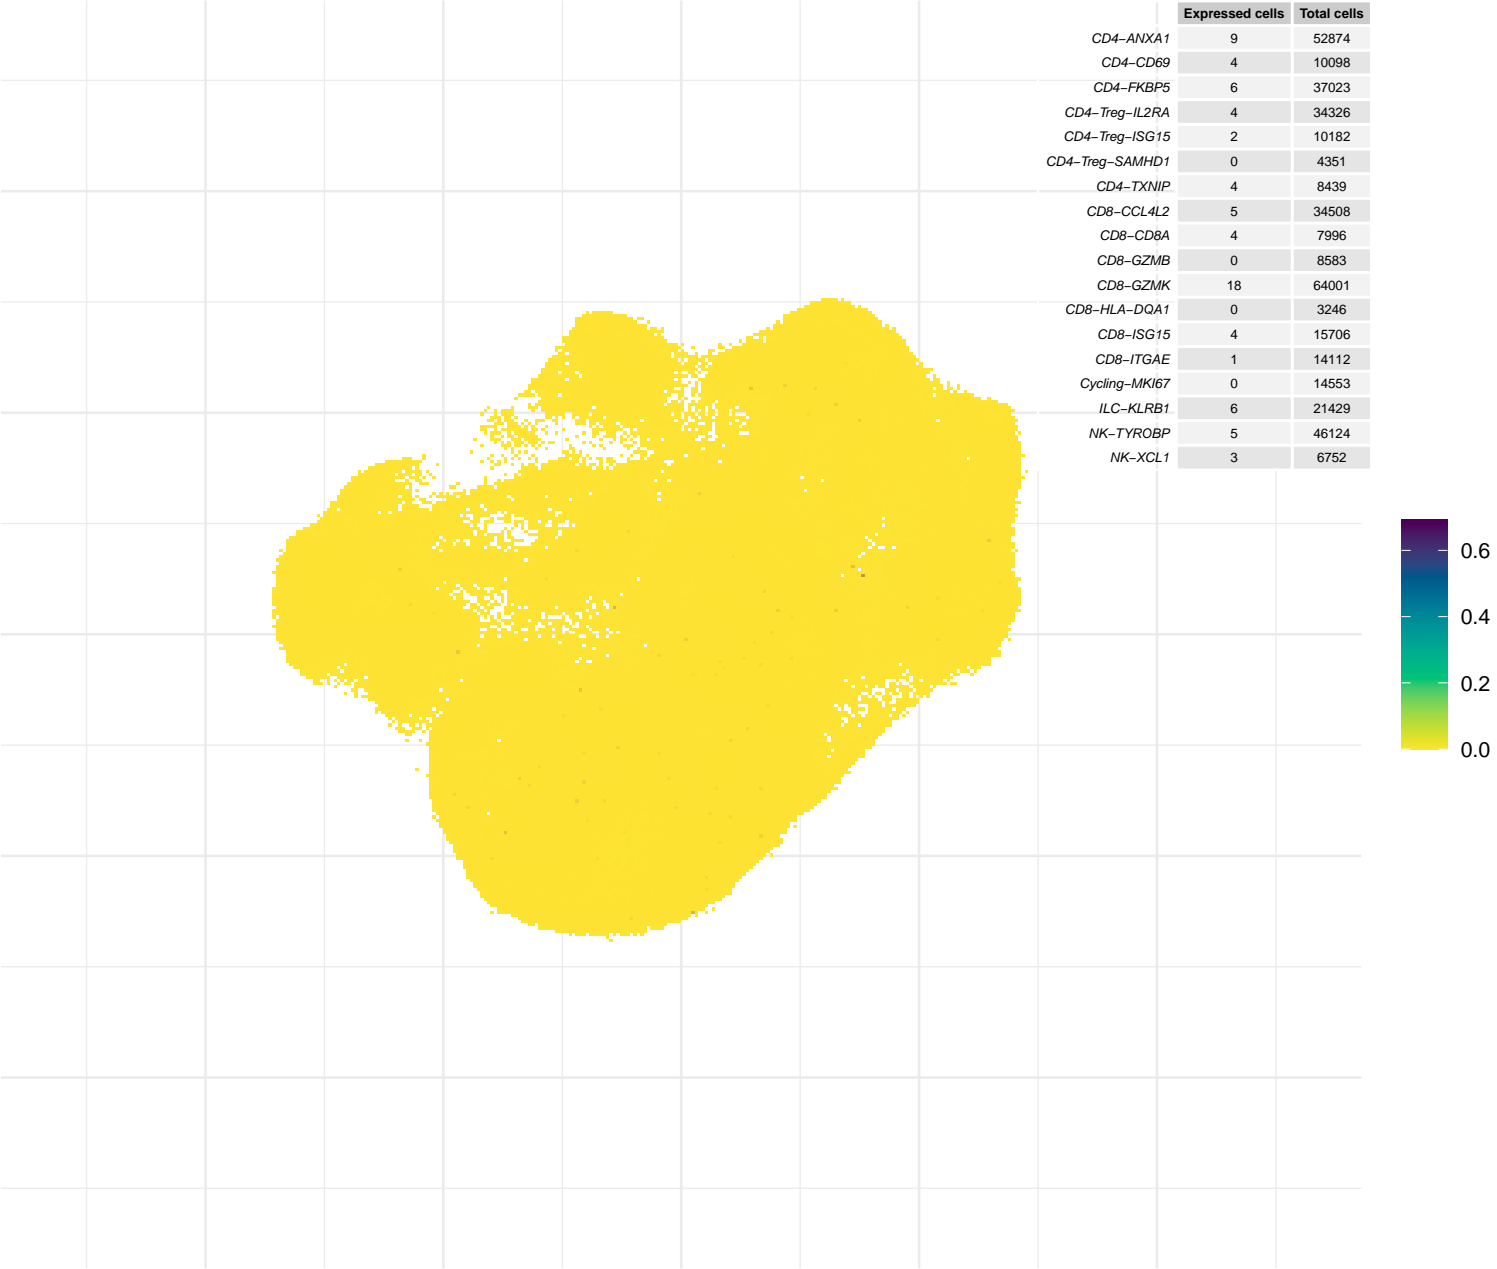 Expressed cells Total cells
CD4−ANXA1 9 52874
CD4−CD69 4 10098
CD4−FKBP5 6 37023
CD4−Treg−IL2RA 4 34326
CD4−Treg−ISG15 2 10182
CD4−Treg−SAMHD1 0 4351
CD4−TXNIP 4 8439
CD8−CCL4L2 5 34508
CD8−CD8A 4 7996
CD8−GZMB 0 8583
CD8−GZMK 18 64001
CD8−HLA−DQA1 0 3246
CD8−ISG15 4 15706
CD8−ITGAE 1 14112
Cycling−MKI67 0 14553
ILC−KLRB1 6 21429
NK−TYROBP 5 46124
NK−XCL1 3 6752
0.6
0.4
0.2
0.0